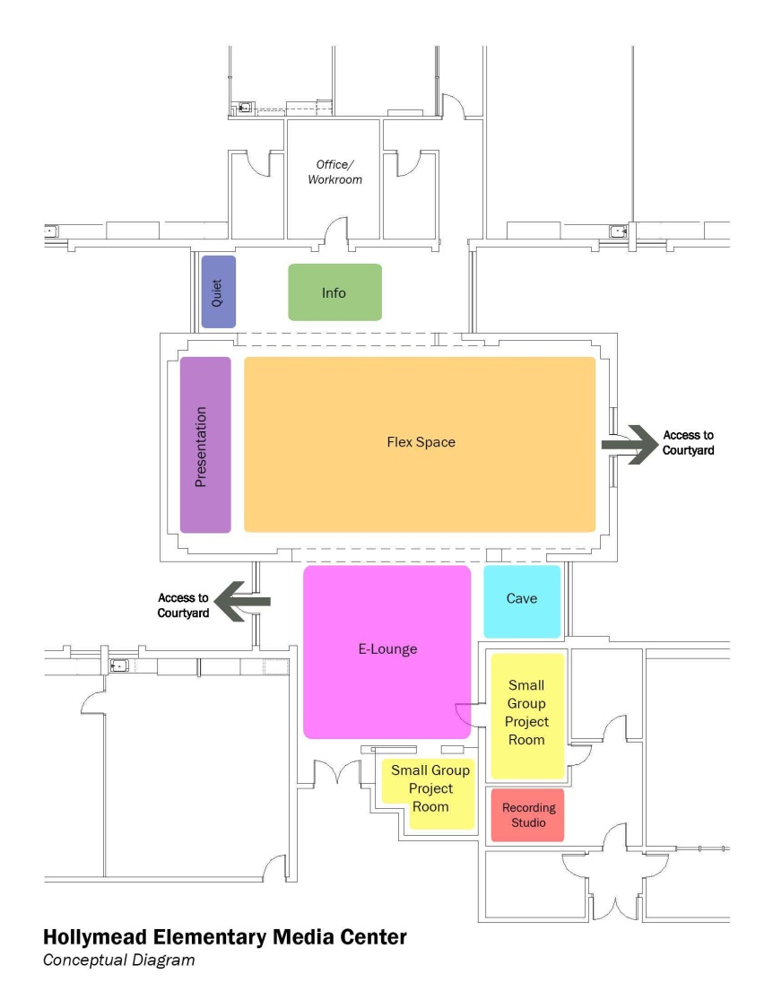 Office/
Workroom
Quiet
Info
Presentation
Flex Space
Access to
Courtyard
Access to
Courtyard
E-Lounge
Cave
Small
Group
Project
Room
Small Group
Project
Room
Recording
Studio
Hollymead Elementary Media Center
Conceptual Diagram